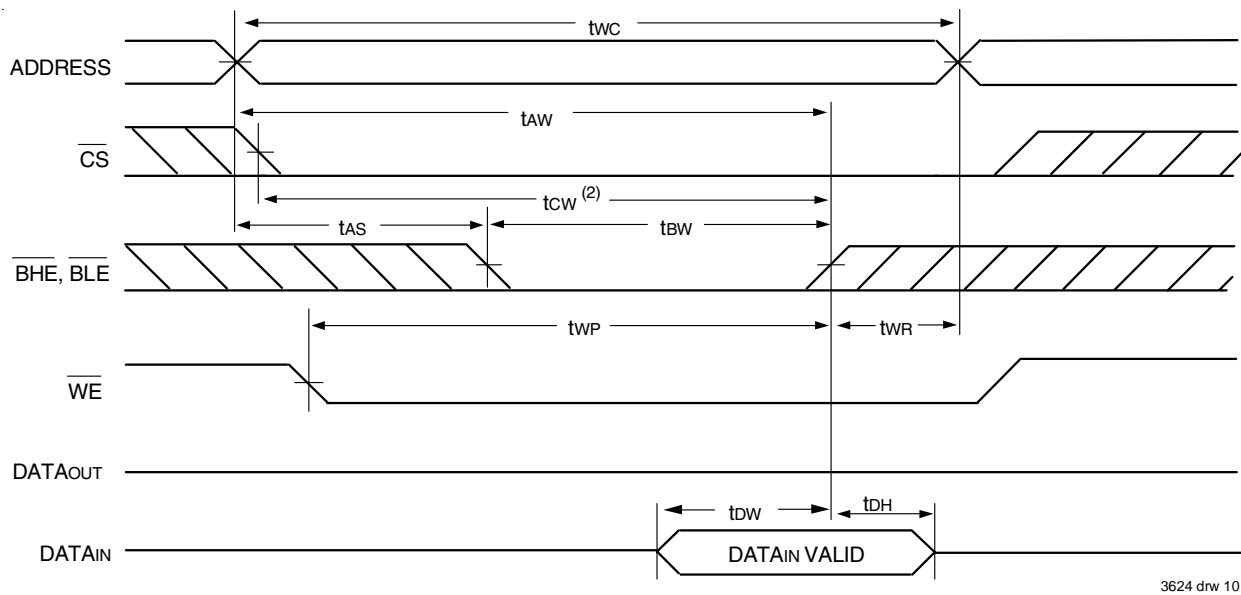 tWC
ADDRESS
tAW
CS
tCW (2)
tAS
tBW
BHE, BLE
tWP
tWR
WE
DATAOUT
tDW
tDH
DATAIN
DATAIN VALID
3624 drw 10